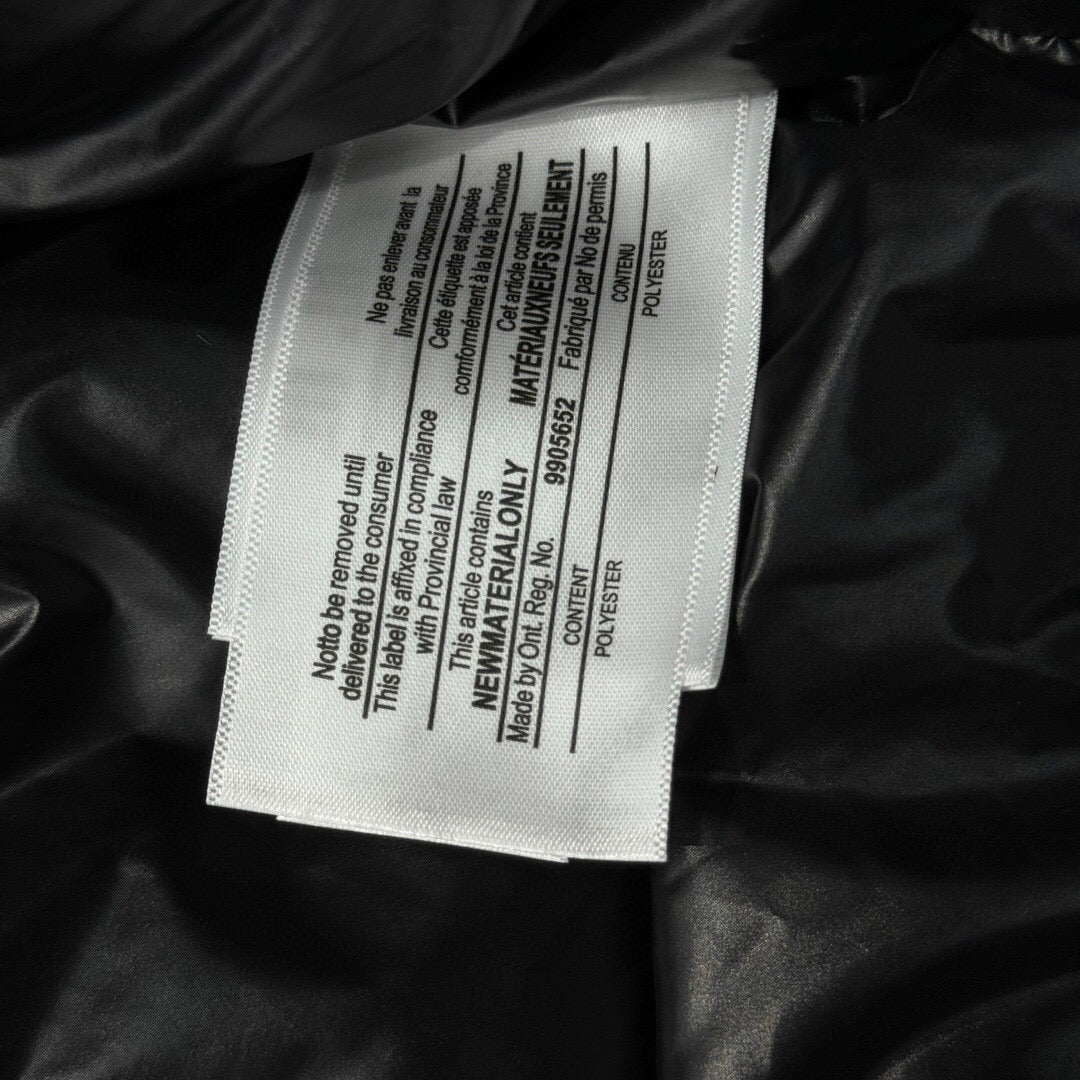 Notto be removed until
delivered to the consumer
Ne pas enlever avant la
livraison au consommateur
This label is affixed in compliance
with Provincial law
Cette étiquette est apposée
comformément à la loi de la Province
This article contains
NEWMATERIALONLY
Cet article contient
MATÉRIAUXNEUFS SEULEMENT
Made by Ont. Reg. No. 9905652 Fabriqué par No de permis
CONTENT CONTENU
POLYESTER POLYESTER